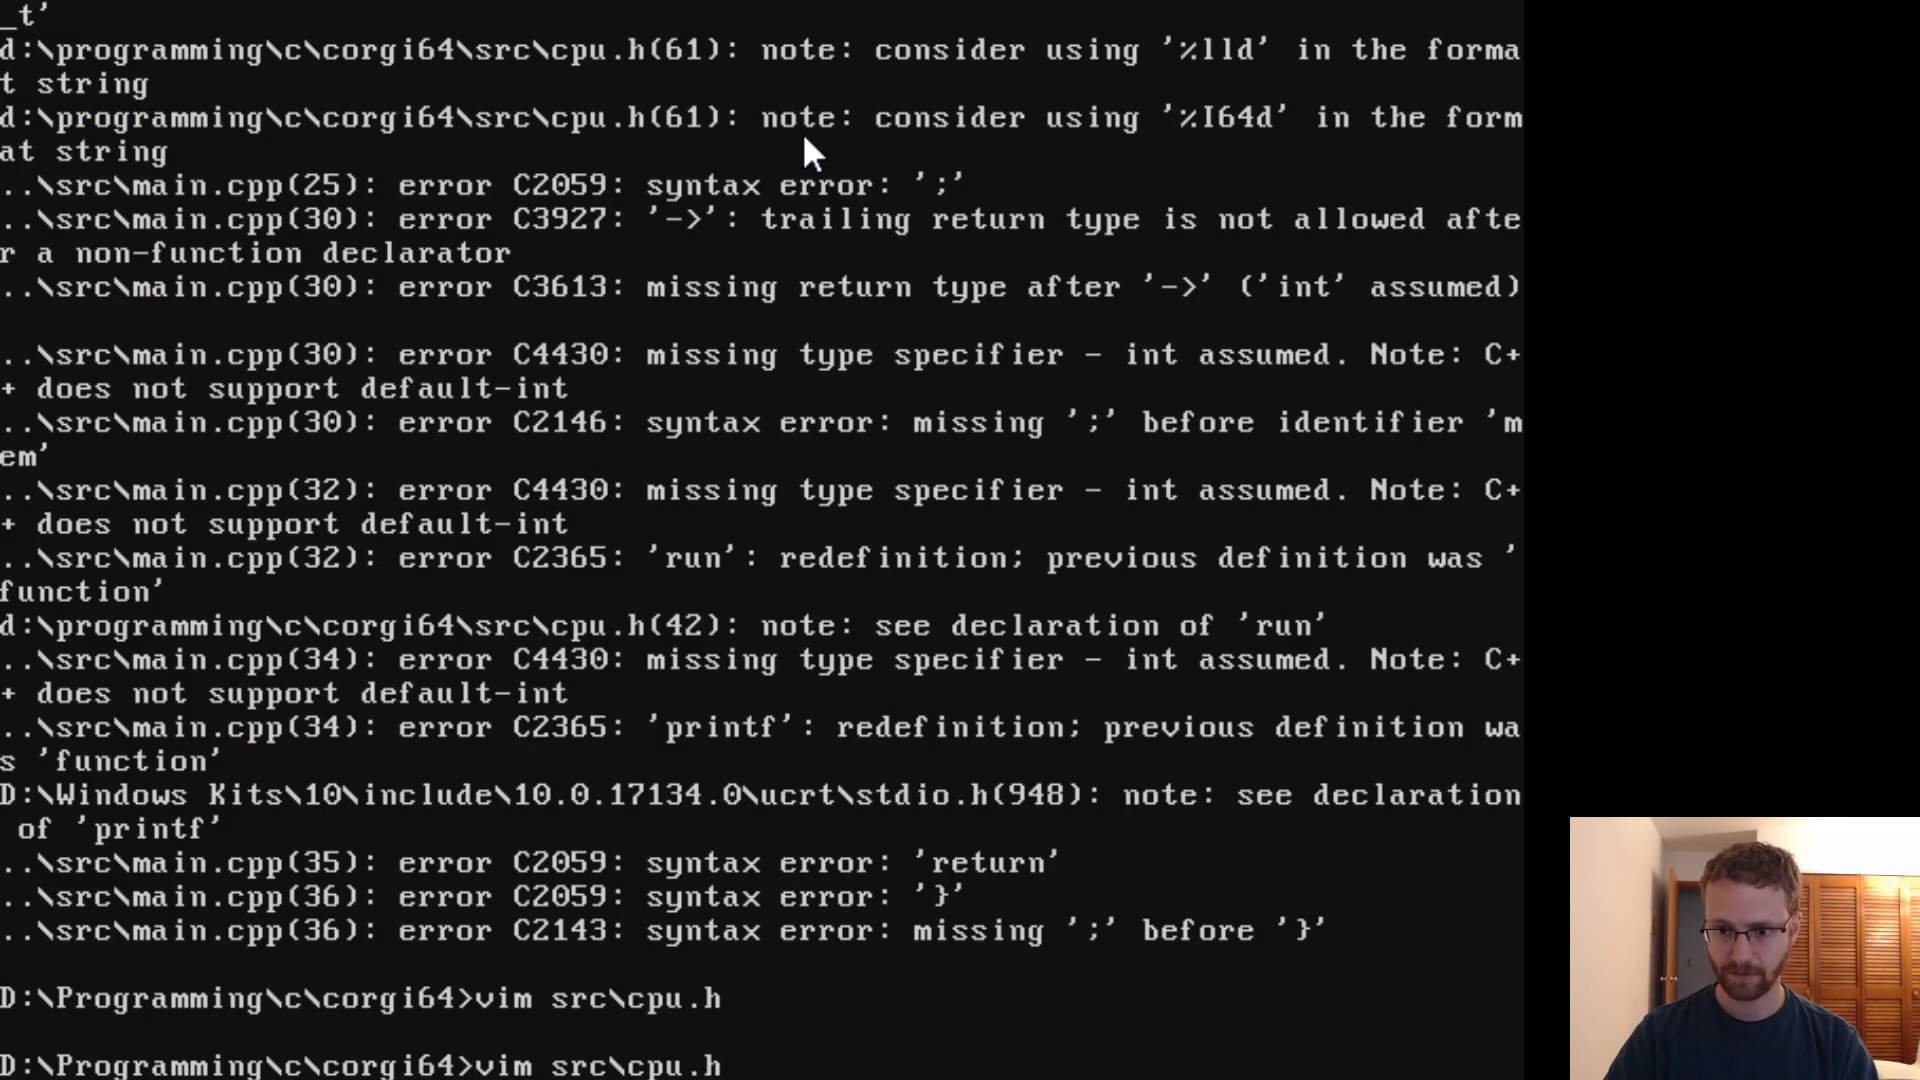 _t'
d:\programming\c\corgi64\src\cpu.h(61): note: consider using '%lld' in the forma
t string
d:\programming\c\corgi64\src\cpu.h(61): note: consider using '%I64d' in the form
at string
..\src\main.cpp(25): error C2059: syntax error: ';'
..\src\main.cpp(30): error C3927: '->': trailing return type is not allowed afte
r a non-function declarator
..\src\main.cpp(30): error C3613: missing return type after '->' ('int' assumed)
..\src\main.cpp(30): error C4430: missing type specifier - int assumed. Note: C+
+ does not support default-int
..\src\main.cpp(30): error C2146: syntax error: missing ';' before identifier 'm
em'
..\src\main.cpp(32): error C4430: missing type specifier - int assumed. Note: C+
+ does not support default-int
..\src\main.cpp(32): error C2365: 'run': redefinition; previous definition was '
function'
d:\programming\c\corgi64\src\cpu.h(42): note: see declaration of 'run'
..\src\main.cpp(34): error C4430: missing type specifier - int assumed. Note: C+
+ does not support default-int
..\src\main.cpp(34): error C2365: 'printf': redefinition; previous definition wa
s 'function'
D:\Windows Kits\10\include\10.0.17134.0\ucrt\stdio.h(948): note: see declaration
 of 'printf'
..\src\main.cpp(35): error C2059: syntax error: 'return'
..\src\main.cpp(36): error C2059: syntax error: '}'
..\src\main.cpp(36): error C2143: syntax error: missing ';' before '}'
D:\Programming\c\corgi64>vim src\cpu.h
D:\Programming\c\corgi64>vim src\cpu.h